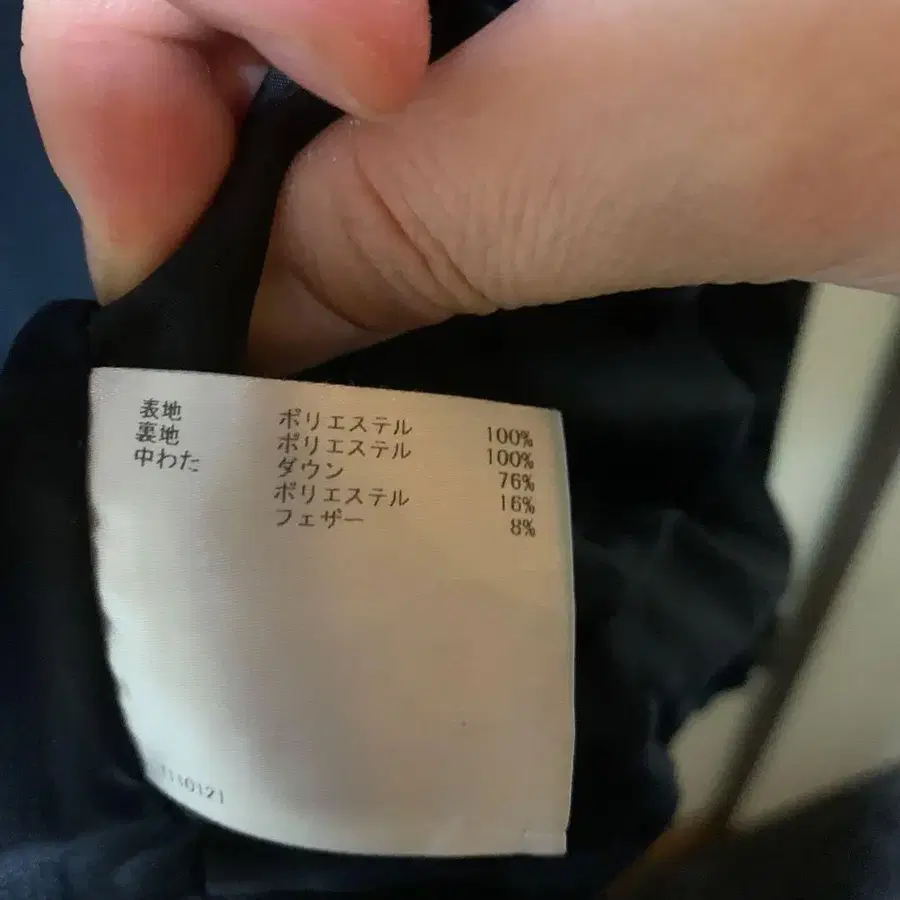 表地 ポリエステル 100%
裏地 ポリエステル 100%
中わた ダウン 76%
ポリエステル 16%
フェザー 8%